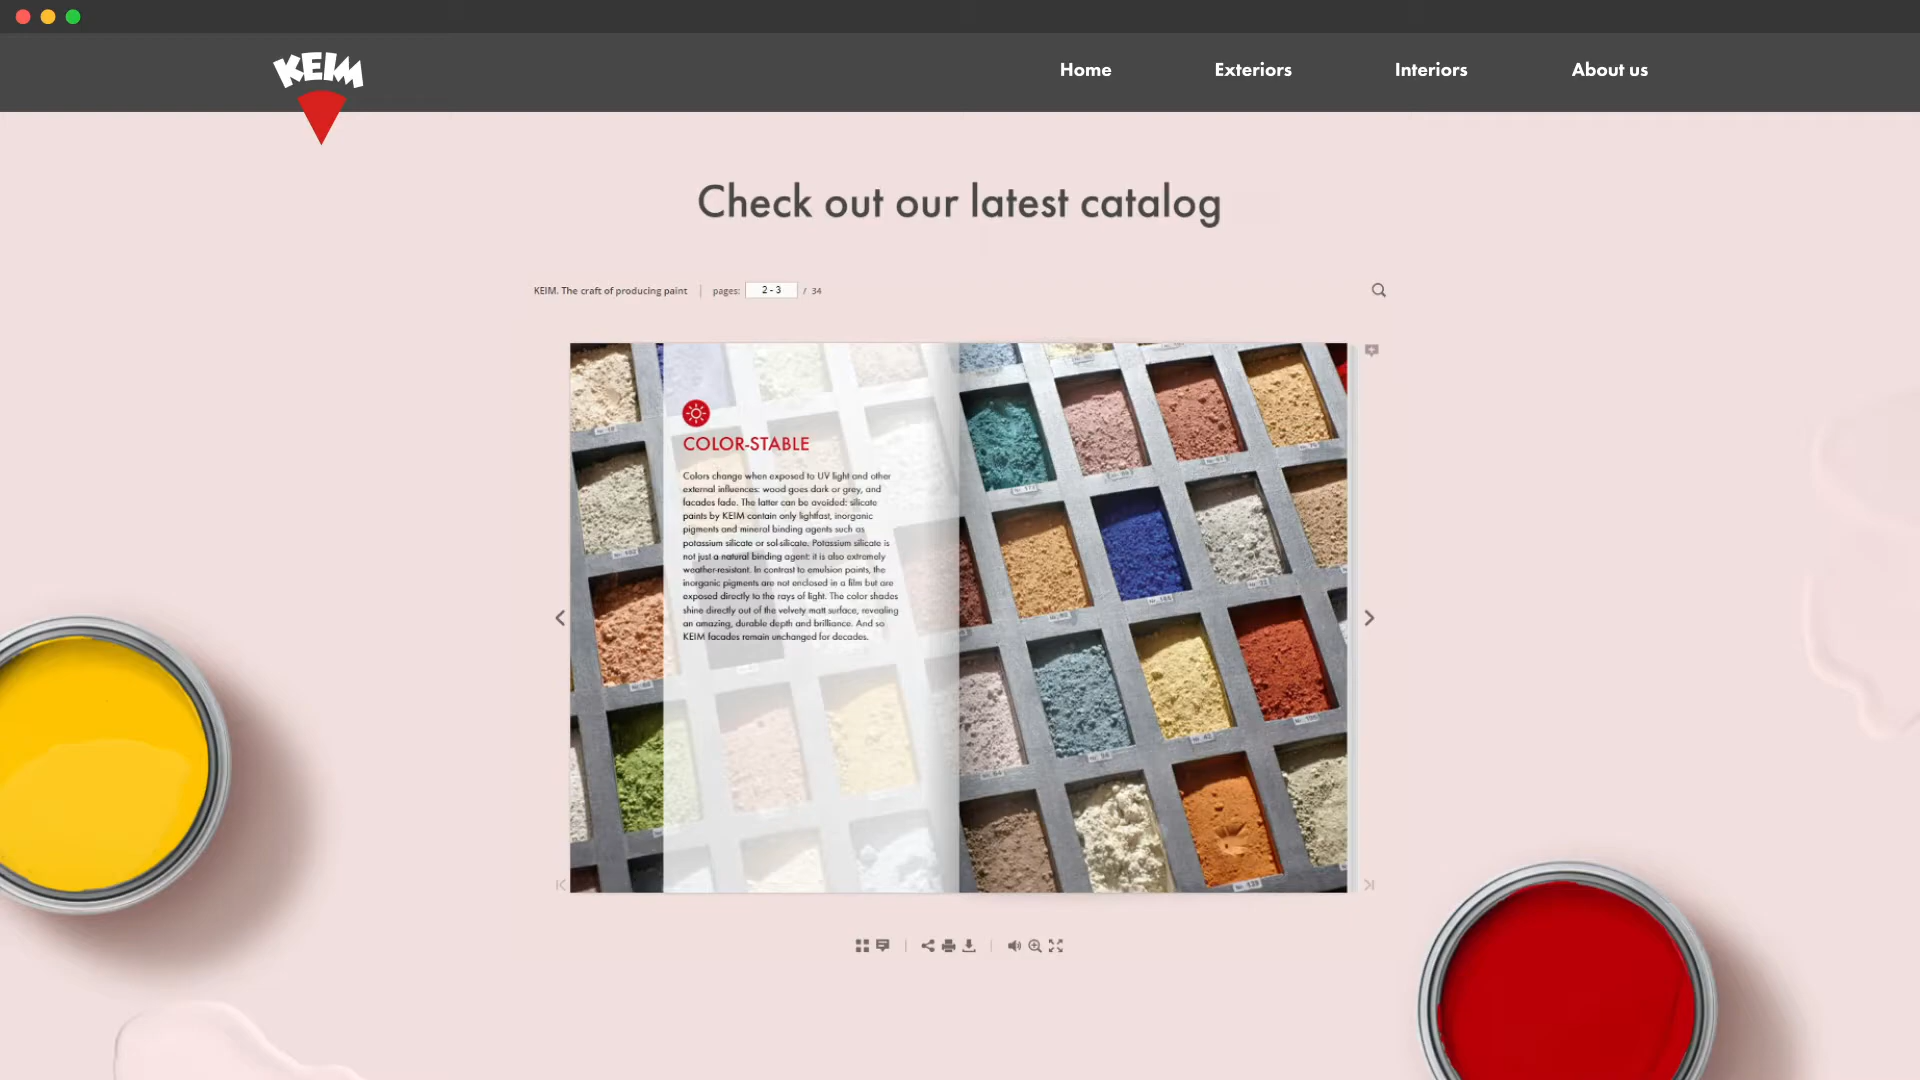 KEIM
Home
Exteriors
Interiors
About us
Check out our latest catalog
KEIM. The craft of producing paint
pages:
2 - 3
/ 34
COLOR-STABLE
Colors change when exposed to UV light and other
external influences: wood goes dark or grey, and
facades fade. The latter can be avoided: silicate
paints by KEIM contain only lightfast, inorganic
pigments and mineral binding agents such as
potassium silicate or sol-silicate. Potassium silicate is
not just a natural binding agent: it is also extremely
weather-resistant. In contrast to emulsion paints, the
inorganic pigments are not enclosed in a film but are
exposed directly to the rays of light. The color shades
shine directly out of the velvety matt surface, revealing
an amazing, durable depth and brilliance. And so
KEIM facades remain unchanged for decades.